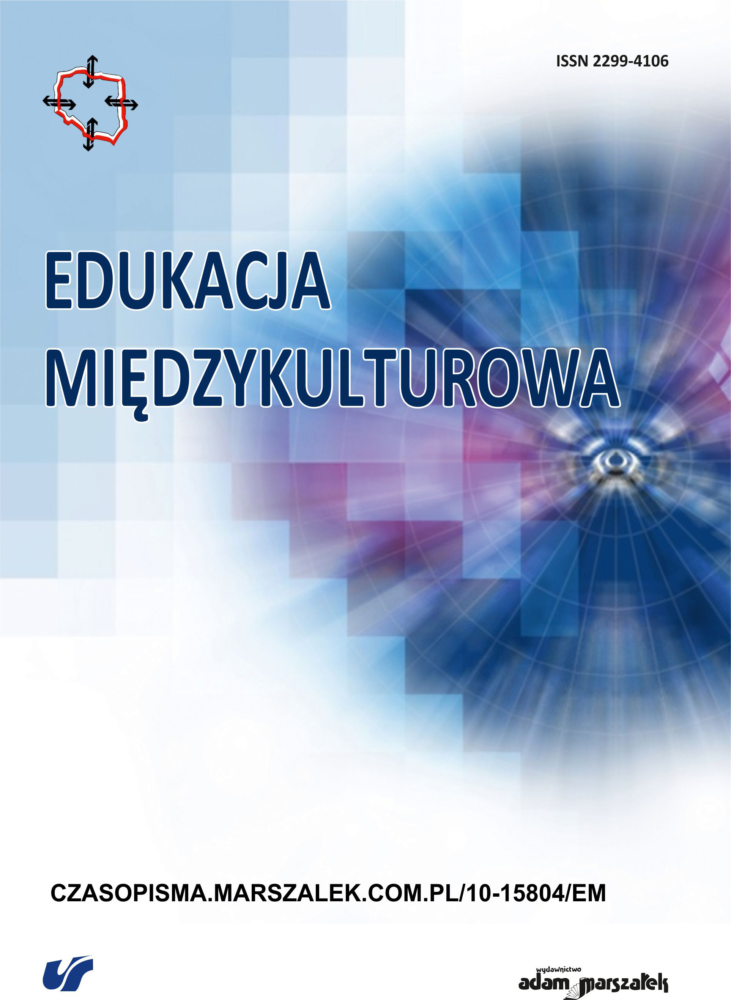 ISSN 2299-4106
EDUKACJA
MIĘDZYKULTUROWA
CZASOPISMA.MARSZALEK.COM.PL/10-15804/EM
wydawnictwo
adam marszałek